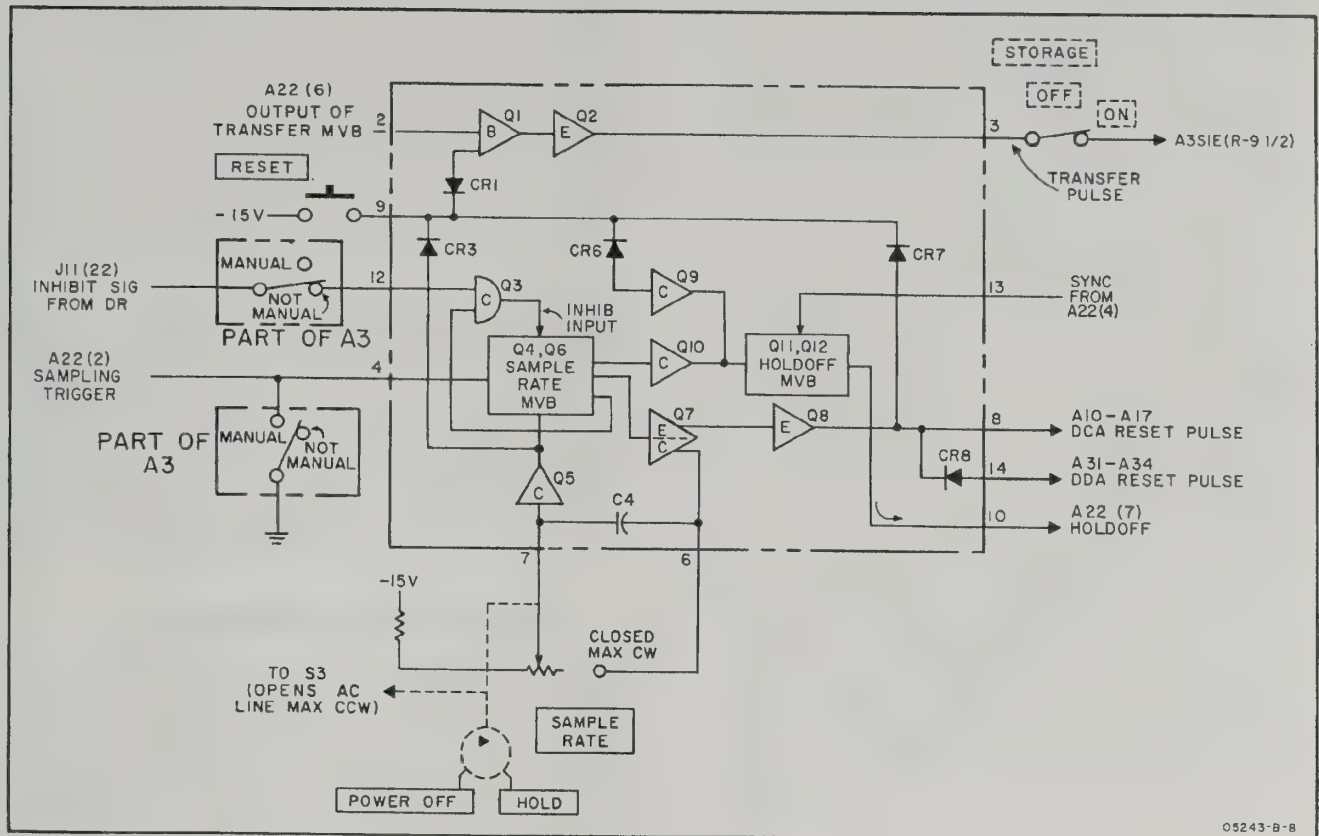 STORAGE
OFF
ON
A22 (6)
OUTPUT OF
TRANSFER MVB
2
B
Q1
E
Q2
3
A3S1E(R-9 1/2)
TRANSFER
PULSE
RESET
CR1
-15V
9
CR3
CR6
CR7
J11(22)
INHIBIT SIG
FROM DR
MANUAL
NOT
MANUAL
PART OF A3
12
C
Q3
INHIB
INPUT
C
Q9
13
SYNC
FROM
A22(4)
A22(2)
SAMPLING
TRIGGER
4
Q4,Q6
SAMPLE
RATE
MVB
C
Q10
Q11,Q12
HOLDOFF
MVB
PART OF
A3
MANUAL
NOT
MANUAL
E
C
Q7
E
Q8
8
A10-A17
DCA RESET PULSE
C
Q5
C4
CR8
14
A31-A34
DDA RESET PULSE
10
A22 (7)
HOLDOFF
7
6
-15V
CLOSED
MAX CW
TO S3
(OPENS AC
LINE MAX CCW)
SAMPLE
RATE
POWER OFF
HOLD
05243-B-8